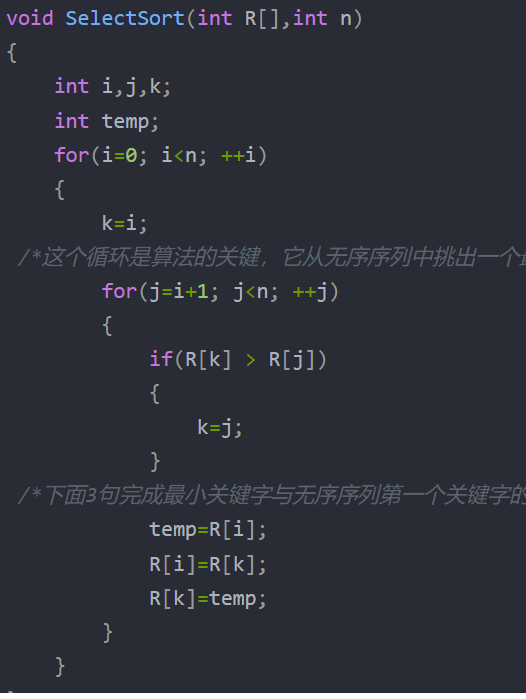 void SelectSort(int R[],int n)
{
    int i,j,k;
    int temp;
    for(i=0; i<n; ++i)
    {
        k=i;
 /*这个循环是算法的关键，它从无序序列中挑出一个
        for(j=i+1; j<n; ++j)
        {
            if(R[k] > R[j])
            {
                k=j;
            }
 /*下面3句完成最小关键字与无序序列第一个关键字的
            temp=R[i];
            R[i]=R[k];
            R[k]=temp;
        }
    }